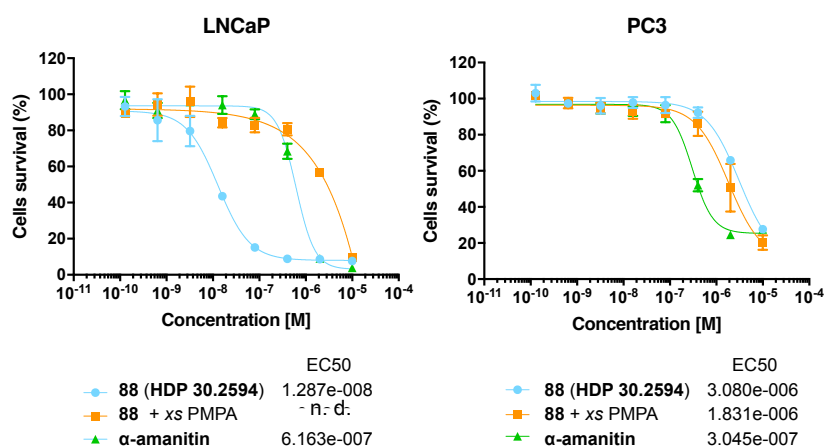 LNCaP
PC3
120
100
80
60
40
20
0
Cells survival (%)
10-11 10-10 10-9 10-8 10-7 10-6 10-5 10-4
Concentration [M]
120
100
80
60
40
20
0
Cells survival (%)
10-11 10-10 10-9 10-8 10-7 10-6 10-5 10-4
Concentration [M]
EC50
88 (HDP 30.2594) 1.287e-008
88 + xs PMPA n. d.
α-amanitin 6.163e-007
EC50
88 (HDP 30.2594) 3.080e-006
88 + xs PMPA 1.831e-006
α-amanitin 3.045e-007